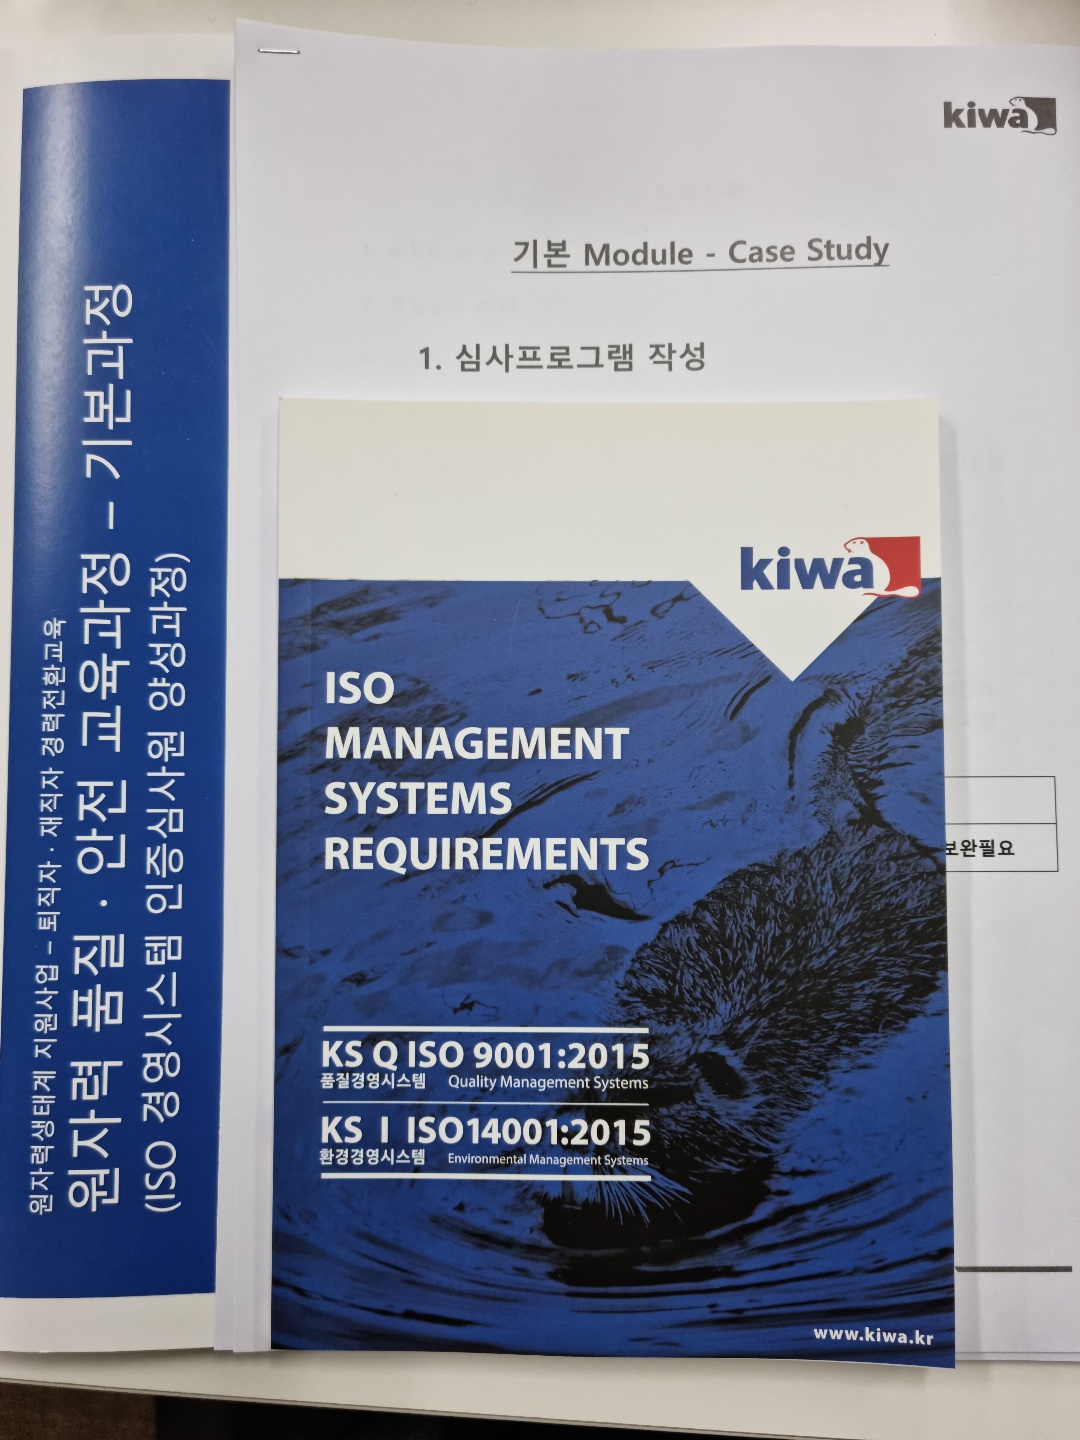 원자력생태계 지원사업 – 퇴직자 · 재직자 경력전환교육
원자력 품질 · 안전 교육과정 – 기본과정
(ISO 경영시스템 인증심사원 양성과정)
kiwa
기본 Module - Case Study
1. 심사프로그램 작성
보완필요
kiwa
ISO
MANAGEMENT
SYSTEMS
REQUIREMENTS
KS Q ISO 9001:2015
품질경영시스템 Quality Management Systems
KS I ISO14001:2015
환경경영시스템 Environmental Management Systems
www.kiwa.kr